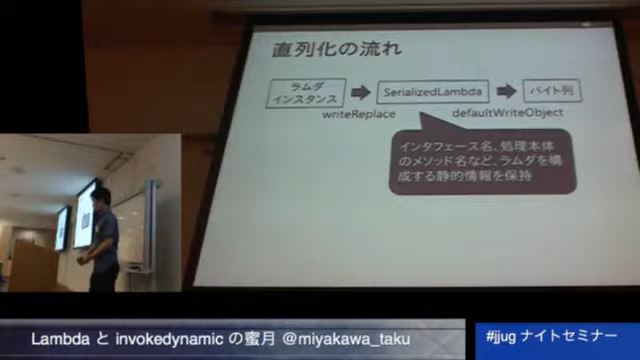 直列化の流れ
ラムダ
インスタンス
SerializedLambda
バイト列
writeReplace
defaultWriteObject
インタフェース名、処理本体
のメソッド名など、ラムダを構
成する静的情報を保持
Lambda と invokedynamic の蜜月 @miyakawa_taku
#jjug ナイトセミナー